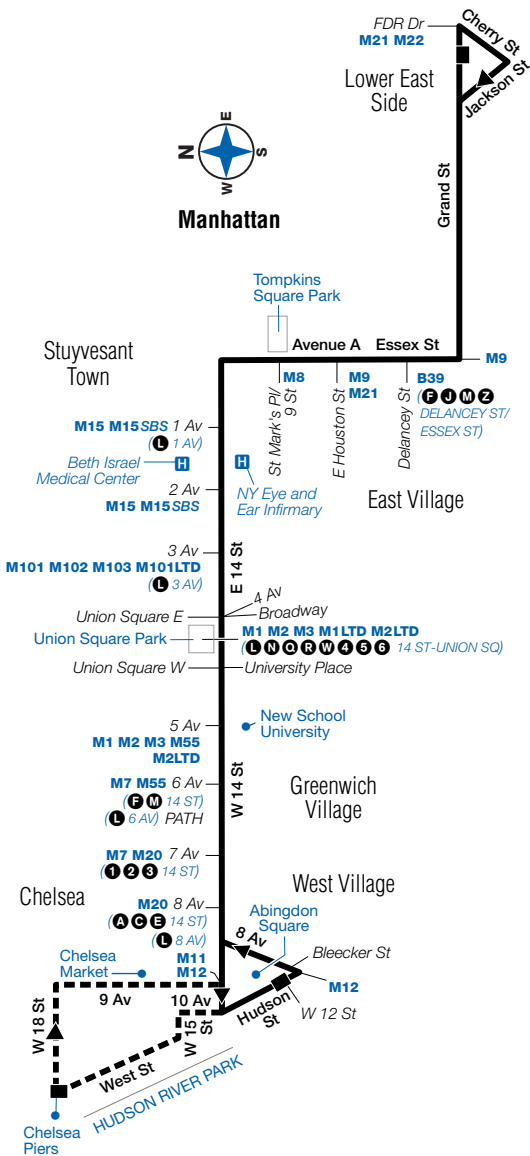 FDR Dr
M21 M22
Cherry St
Jackson St
Lower East
Side
N
E
S
W
Manhattan
Grand St
Tompkins
Square Park
Avenue A
Essex St
M9
Stuyvesant
Town
M8
St Mark's Pl/
9 St
M9
M21
E Houston St
B39
(F J M Z
DELANCEY ST/
ESSEX ST)
Delancey St
M15 M15SBS 1 Av
(L 1 AV)
H
Beth Israel
Medical Center
H
NY Eye and
Ear Infirmary
East Village
2 Av
M15 M15SBS
3 Av
M101 M102 M103 M101LTD
(L 3 AV)
E 14 St
4 Av
Broadway
Union Square E
Union Square Park
M1 M2 M3 M1LTD M2LTD
(L N Q R W 4 5 6 14 ST-UNION SQ)
Union Square W
University Place
5 Av
M1 M2 M3 M55
M2LTD
New School
University
W 14 St
M7 M55 6 Av
(F M 14 ST)
(L 6 AV) PATH
Greenwich
Village
M7 M20 7 Av
(1 2 3 14 ST)
Chelsea
West Village
M20 8 Av
(A C E 14 ST)
(L 8 AV)
Abingdon
Square
8 Av
Bleecker St
M11
M12
M12
Chelsea
Market
9 Av
10 Av
Hudson
St
W 12 St
W 18 St
W 15
St
West St
HUDSON RIVER PARK
Chelsea
Piers